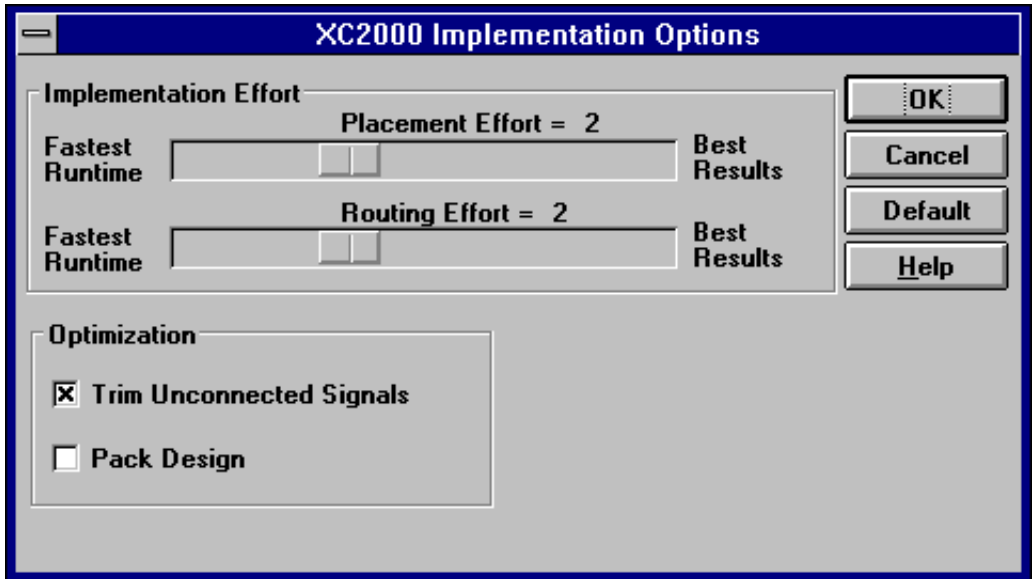 XC2000 Implementation Options
Implementation Effort
Placement Effort = 2
Fastest
Runtime
Best
Results
Routing Effort = 2
Fastest
Runtime
Best
Results
OK
Cancel
Default
Help
Optimization
Trim Unconnected Signals
Pack Design